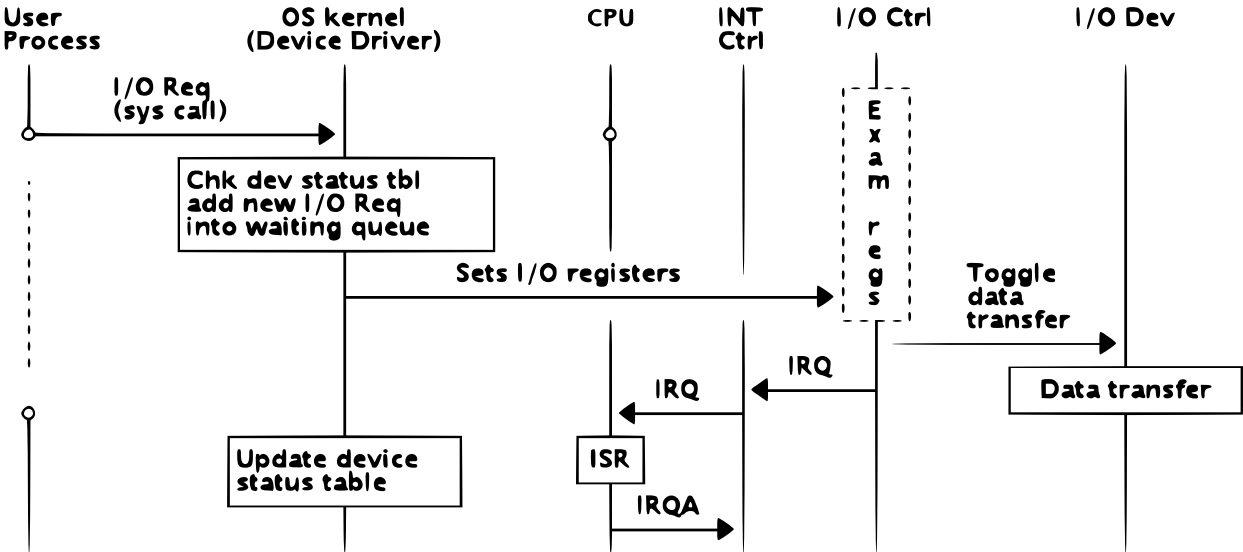 User
Process
OS kernel
(Device Driver)
CPU
INT
Ctrl
I/O Ctrl
I/O Dev
I/O Req
(sys call)
Exam regs
Chk dev status tbl
add new I/O Req
into waiting queue
Sets I/O registers
Toggle
data
transfer
IRQ
IRQ
Data transfer
Update device
status table
ISR
IRQA